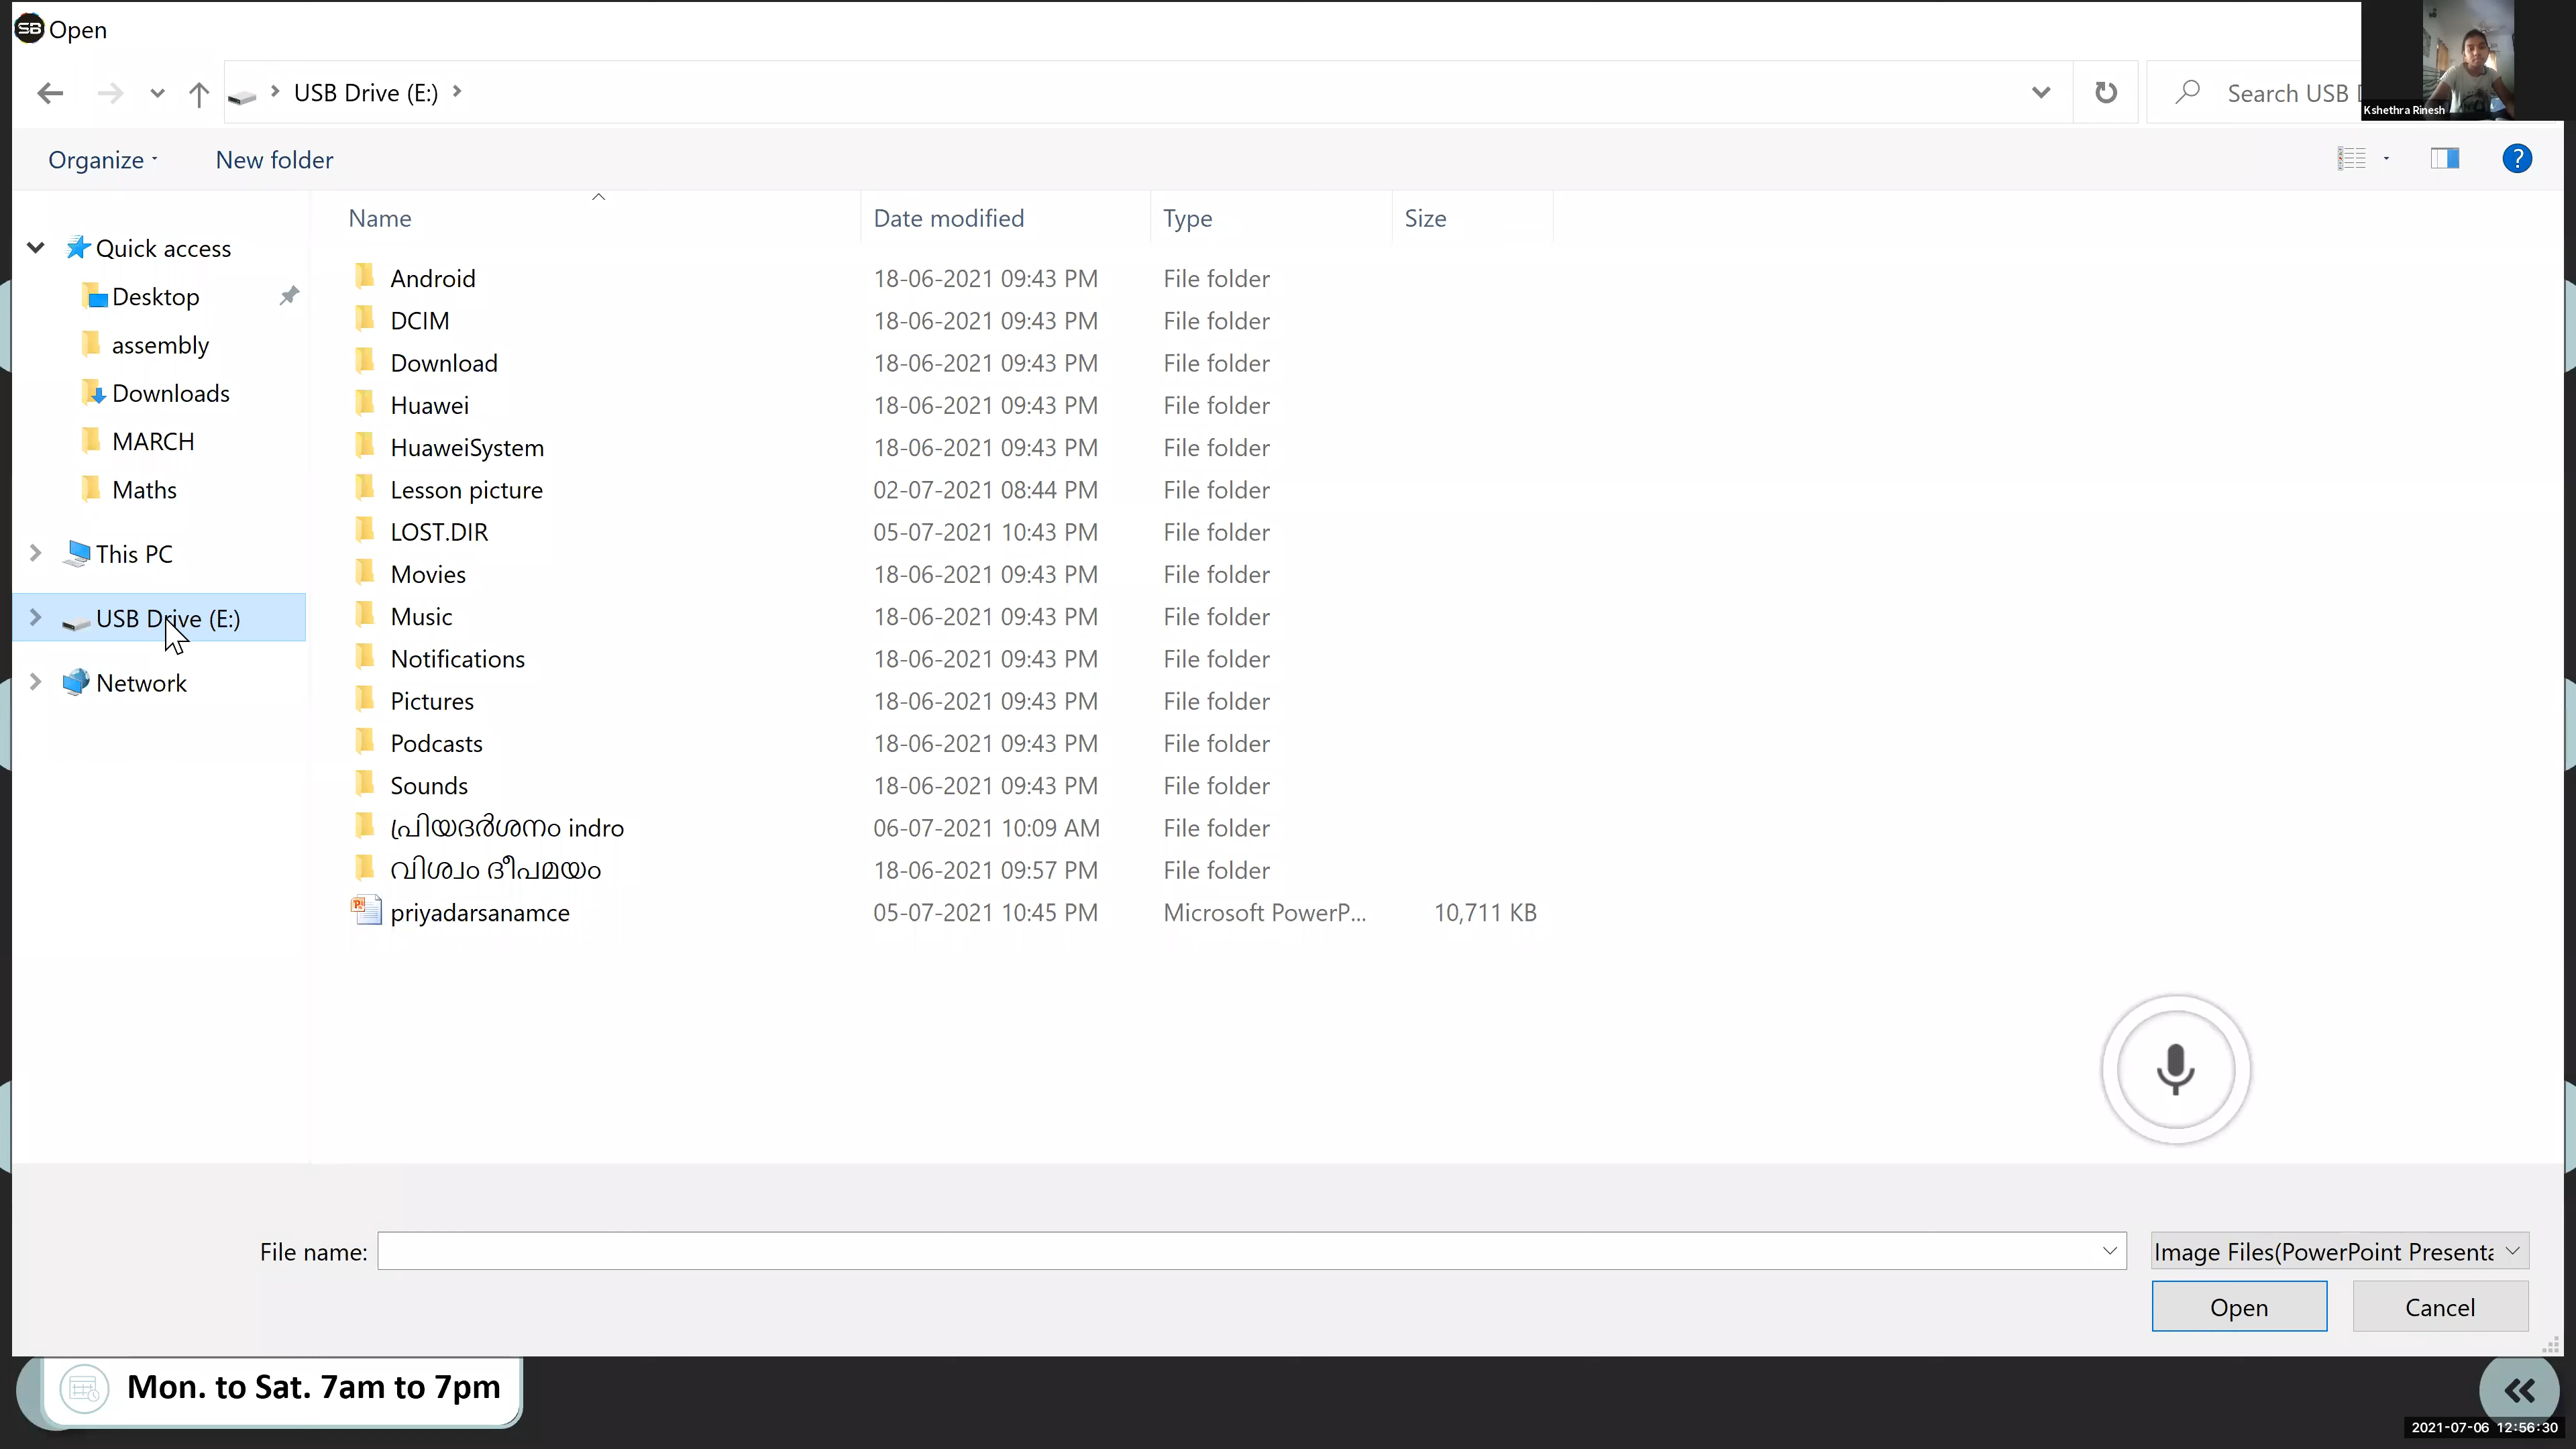 SB Open
USB Drive (E:)
Search USB
Kshethra Rinesh
Organize
New folder
Name Date modified Type Size
Quick access
Desktop
assembly
Downloads
MARCH
Maths
This PC
USB Drive (E:)
Network
Android 18-06-2021 09:43 PM File folder
DCIM 18-06-2021 09:43 PM File folder
Download 18-06-2021 09:43 PM File folder
Huawei 18-06-2021 09:43 PM File folder
HuaweiSystem 18-06-2021 09:43 PM File folder
Lesson picture 02-07-2021 08:44 PM File folder
LOST.DIR 05-07-2021 10:43 PM File folder
Movies 18-06-2021 09:43 PM File folder
Music 18-06-2021 09:43 PM File folder
Notifications 18-06-2021 09:43 PM File folder
Pictures 18-06-2021 09:43 PM File folder
Podcasts 18-06-2021 09:43 PM File folder
Sounds 18-06-2021 09:43 PM File folder
പ്രിയദർശനം indro 06-07-2021 10:09 AM File folder
വിശ്വം ദീപമയം 18-06-2021 09:57 PM File folder
priyadarsanamce 05-07-2021 10:45 PM Microsoft PowerP... 10,711 KB
File name:
Image Files(PowerPoint Presenta
Open Cancel
Mon. to Sat. 7am to 7pm
2021-07-06 12:56:30